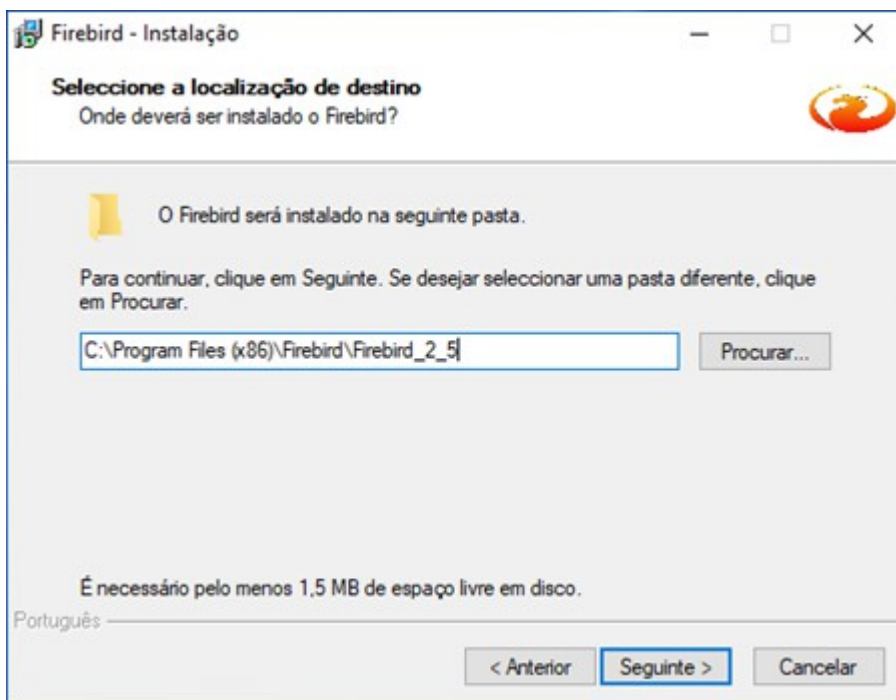 Firebird - Instalação
Seleccione a localização de destino
Onde deverá ser instalado o Firebird?
O Firebird será instalado na seguinte pasta.
Para continuar, clique em Seguinte. Se desejar seleccionar uma pasta diferente, clique
em Procurar.
C:\Program Files (x86)\Firebird\Firebird_2_5
Procurar...
É necessário pelo menos 1,5 MB de espaço livre em disco.
Português
< Anterior
Seguinte >
Cancelar